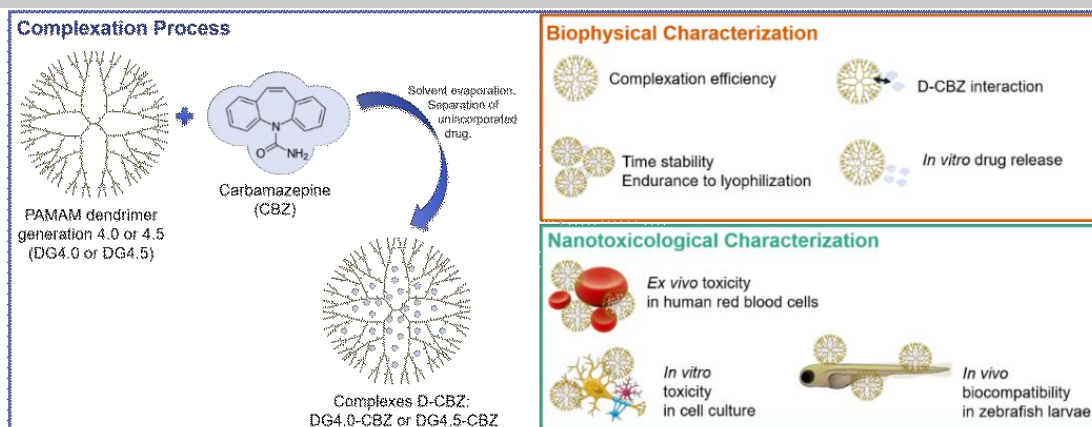 Complexation Process
Solvent evaporation.
Separation of
unincorporated
drug.
N
O
NH₂
Carbamazepine
(CBZ)
PAMAM dendrimer
generation 4.0 or 4.5
(DG4.0 or DG4.5)
Complexes D-CBZ:
DG4.0-CBZ or DG4.5-CBZ
Biophysical Characterization
Complexation efficiency
D-CBZ interaction
Time stability
Endurance to lyophilization
In vitro drug release
Nanotoxicological Characterization
Ex vivo toxicity
in human red blood cells
In vitro
toxicity
in cell culture
In vivo
biocompatibility
in zebrafish larvae